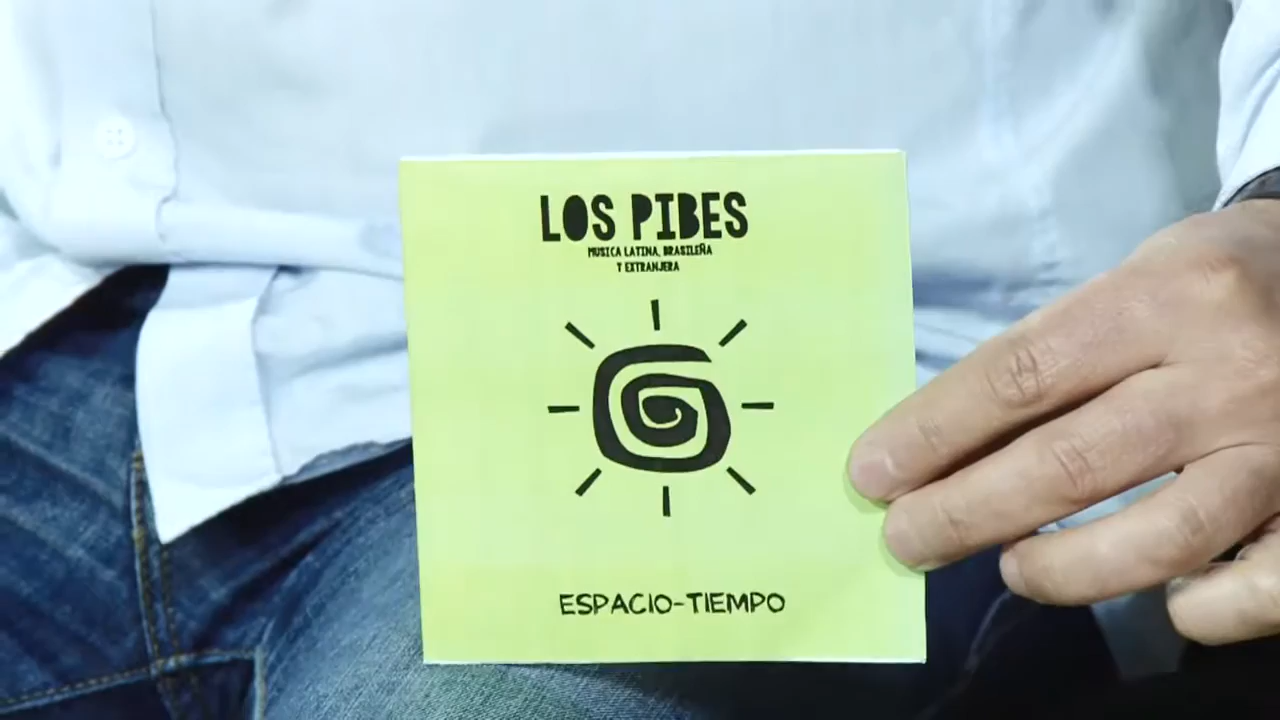 LOS PIBES
MUSICA LATINA, BRASILEÑA
Y EXTRANJERA
ESPACIO-TIEMPO